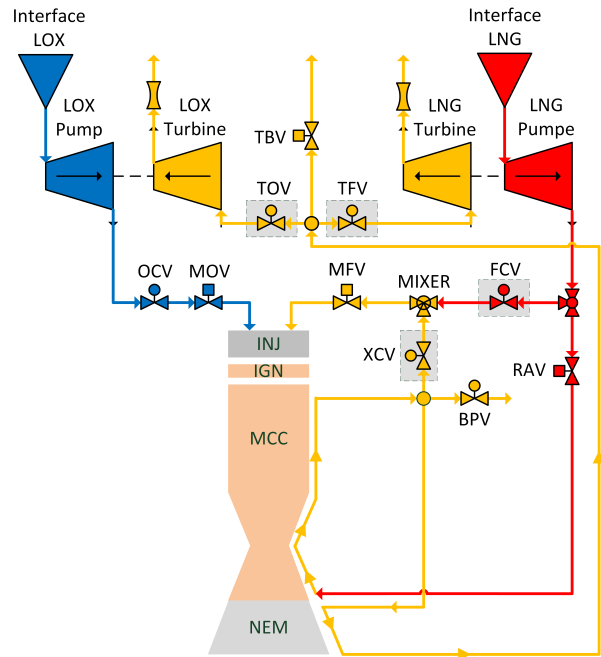 Interface
LOX
Interface
LNG
LOX
Pump
LOX
Turbine
TBV
LNG
Turbine
LNG
Pumpe
TOV
TFV
OCV
MOV
MFV
MIXER
FCV
INJ
XCV
IGN
RAV
BPV
MCC
NEM